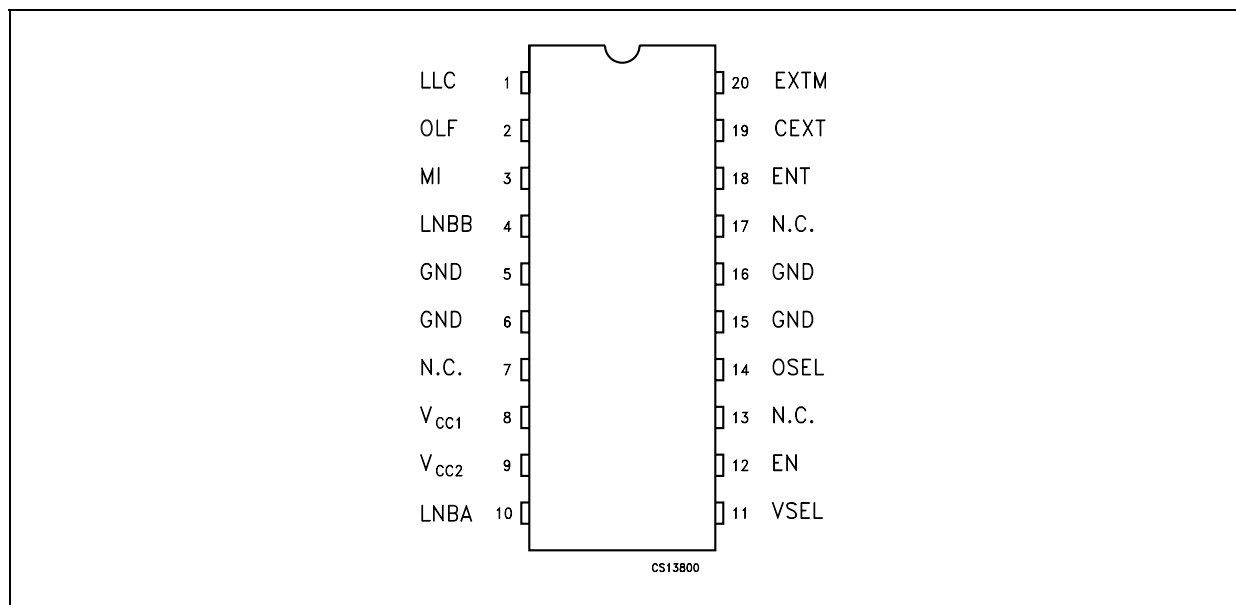 LLC 1 20 EXTM
OLF 2 19 CEXT
MI 3 18 ENT
LNBB 4 17 N.C.
GND 5 16 GND
GND 6 15 GND
N.C. 7 14 OSEL
VCC1 8 13 N.C.
VCC2 9 12 EN
LNBA 10 11 VSEL
CS13800